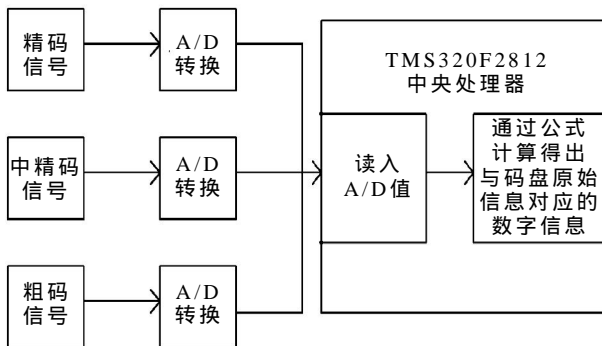 精码
信号
A/D
转换
中精码
信号
A/D
转换
粗码
信号
A/D
转换
TMS320F2812
中央处理器
读入
A/D值
通过公式
计算得出
与码盘原始
信息对应的
数字信息